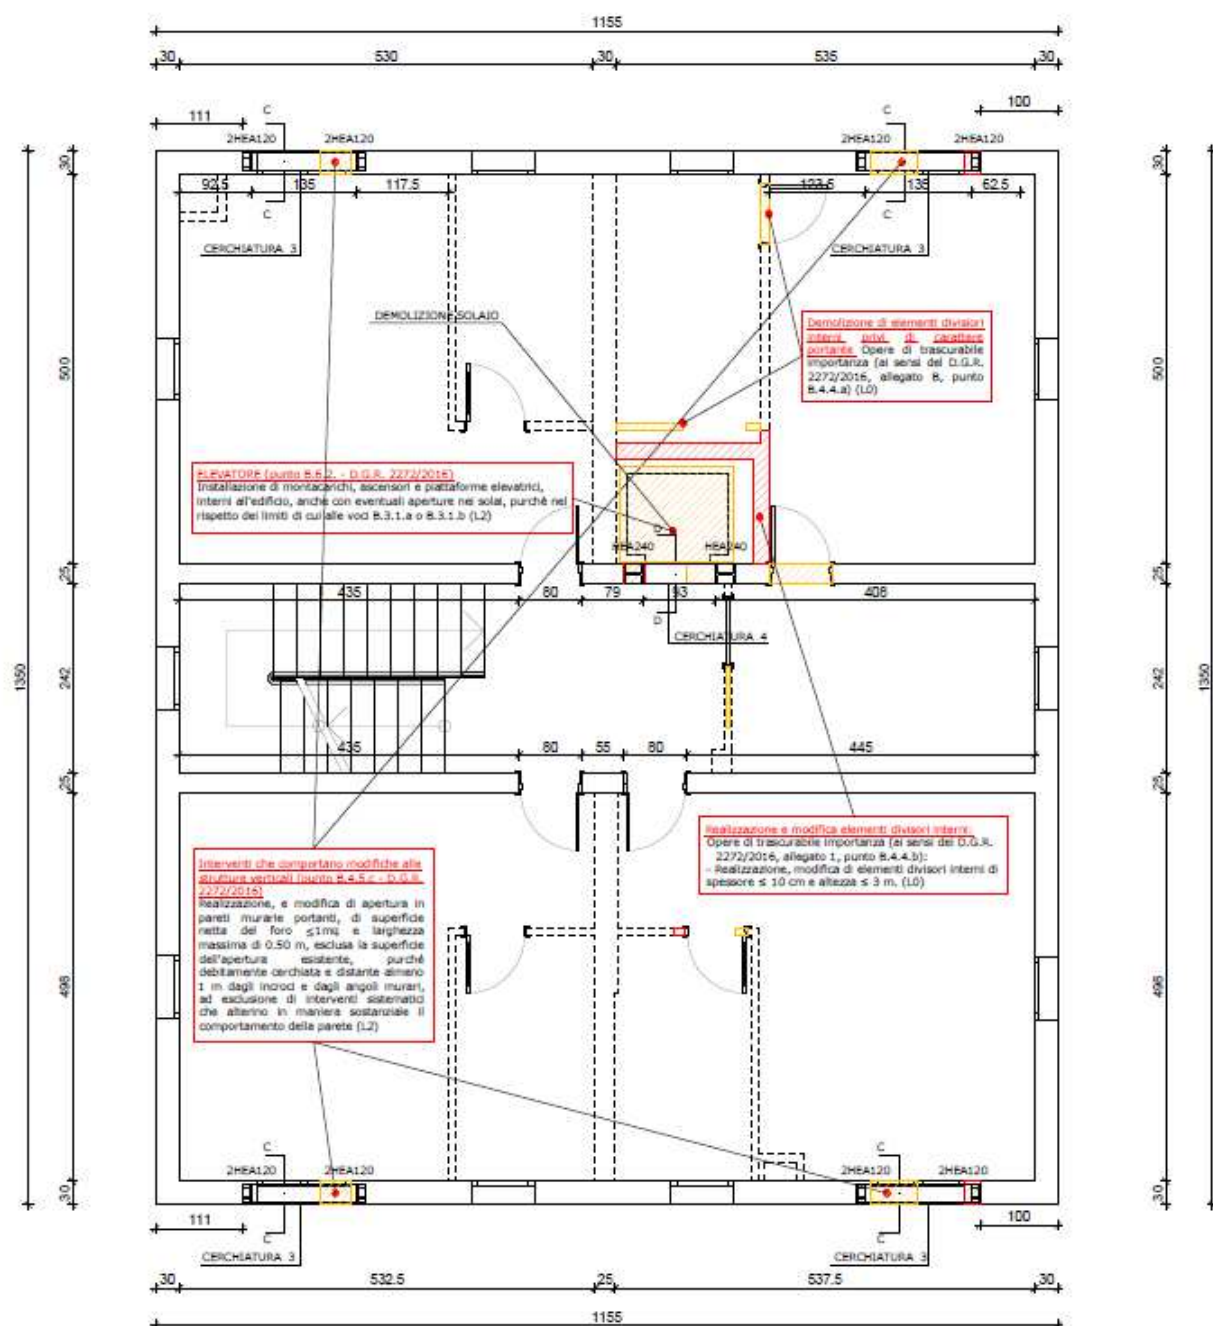 1155
30 530 30 535 30
111 100
C C
2HEA120 2HEA120 2HEA120 2HEA120
30 30
92.5 135 117.5 123.5 135 62.5
C C
CERCHIATURA 3 CERCHIATURA 3
DEMOLIZIONE SOLAIO
Demolizione di elementi divisori
interni privi di carattere
portante Opere di trascurabile
importanza (ai sensi del D.G.R.
2272/2016, allegato B, punto
B.4.4.a) (L0)
500 500
ELEVATORE (punto B.6.2. - D.G.R. 2272/2016)
Installazione di montacarichi, ascensori e piattaforme elevatrici,
interni all'edificio, anche con eventuali aperture nei solai, purchè nel
rispetto dei limiti di cui alle voci B.3.1.a o B.3.1.b (L2)
D
HEA240 HEA240
25 25
435 80 79 93 408
D
CERCHIATURA 4
1350 242 242 1350
435 80 55 80 445
25 25
Realizzazione e modifica elementi divisori interni:
Opere di trascurabile importanza (ai sensi del D.G.R.
2272/2016, allegato 1, punto B.4.4.b):
- Realizzazione, modifica di elementi divisori interni di
spessore ≤ 10 cm e altezza ≤ 3 m. (L0)
Interventi che comportano modifiche alle
strutture verticali (punto B.4.5.c - D.G.R.
2272/2016)
Realizzazione, e modifica di apertura in
pareti murarie portanti, di superficie
netta del foro ≤1mq e larghezza
massima di 0.50 m, esclusa la superficie
dell'apertura esistente, purché
debitamente cerchiata e distante almeno
1 m dagli incroci e dagli angoli murari,
ad esclusione di interventi sistematici
che alterino in maniera sostanziale il
comportamento della parete (L2)
498 498
C C
2HEA120 2HEA120 2HEA120 2HEA120
30 30
111 100
C C
CERCHIATURA 3 CERCHIATURA 3
30 532.5 25 537.5 30
1155